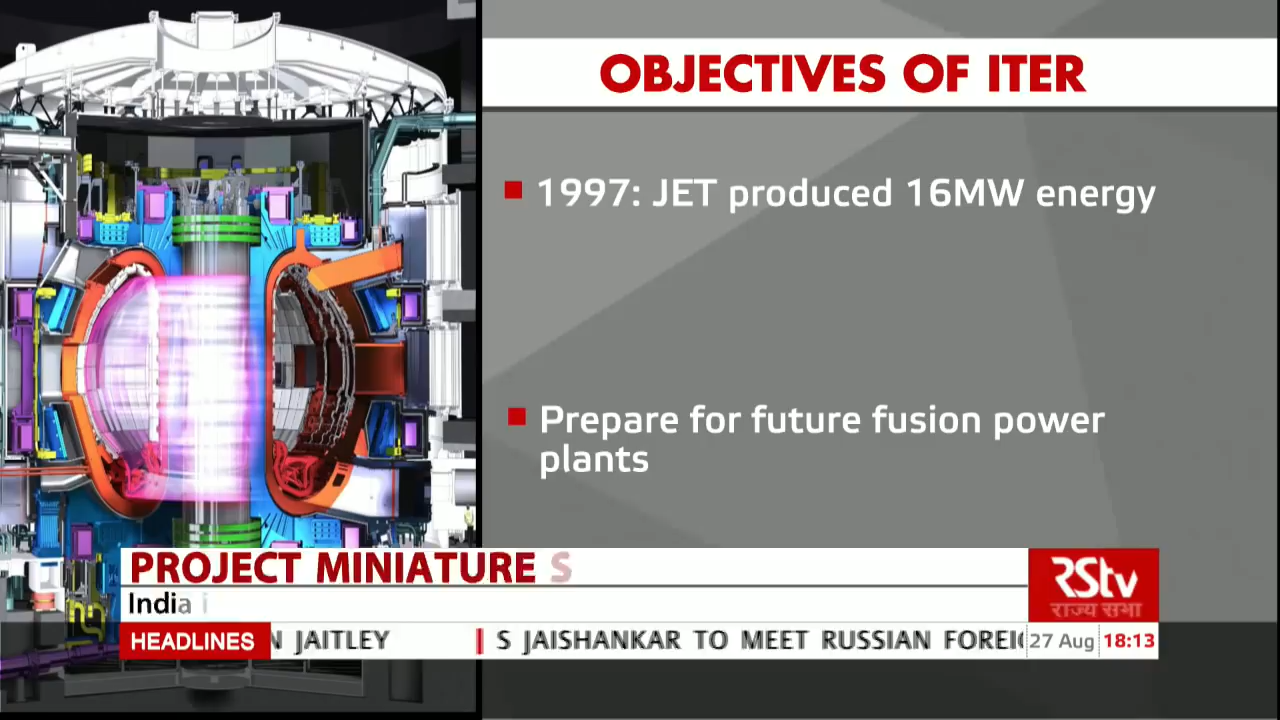 OBJECTIVES OF ITER
1997: JET produced 16MW energy
Prepare for future fusion power
plants
PROJECT MINIATURE S
India i
RSTV
राज्य सभा
HEADLINES
N JAITLEY
S JAISHANKAR TO MEET RUSSIAN FOREI
27 Aug
18:13